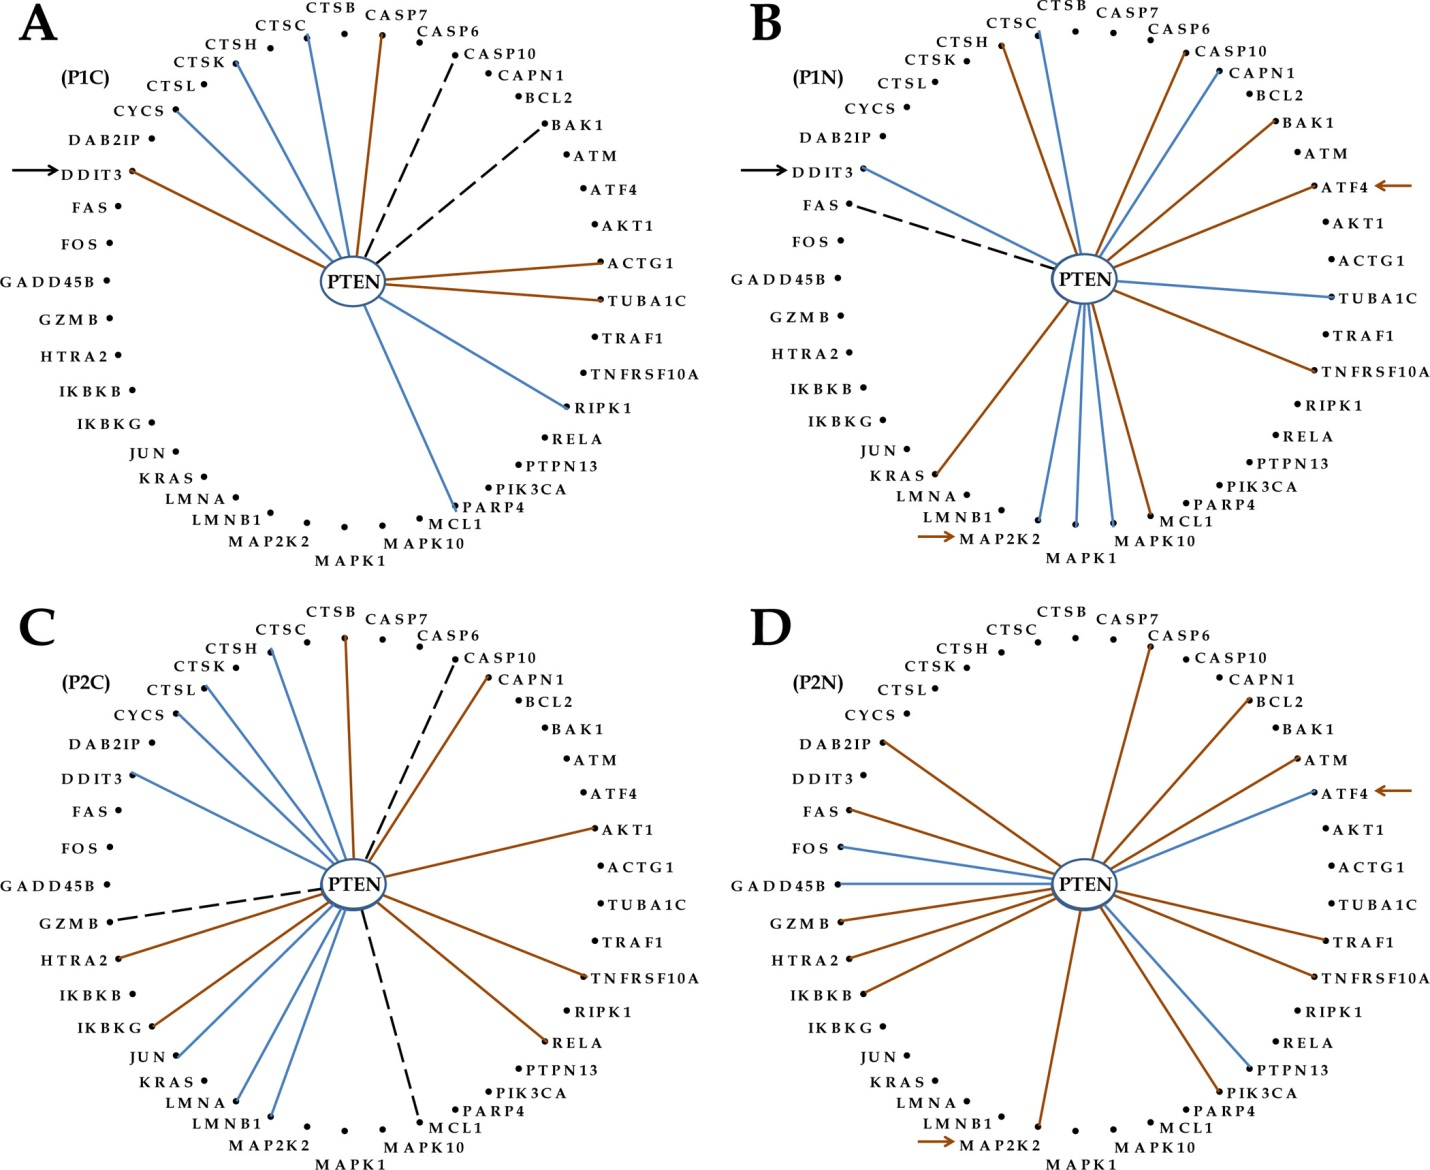 A
(P1C)
CTSB
CASP7
CASP6
CASP10
CAPN1
BCL2
BAK1
ATM
ATF4
AKT1
ACTG1
TUBA1C
TRAF1
TNFRSF10A
RIPK1
RELA
PTPN13
PIK3CA
PARP4
MCL1
MAPK10
MAPK1
MAP2K2
LMNB1
LMNA
KRAS
JUN
IKBKG
IKBKB
HTRA2
GZMB
GADD45B
FOS
FAS
DDIT3
DAB2IP
CYCS
CTSL
CTSK
CTSH
CTSC
PTEN
B
(P1N)
CTSB
CASP7
CASP6
CASP10
CAPN1
BCL2
BAK1
ATM
ATF4
AKT1
ACTG1
TUBA1C
TRAF1
TNFRSF10A
RIPK1
RELA
PTPN13
PIK3CA
PARP4
MCL1
MAPK10
MAPK1
MAP2K2
LMNB1
LMNA
KRAS
JUN
IKBKG
IKBKB
HTRA2
GZMB
GADD45B
FOS
FAS
DDIT3
DAB2IP
CYCS
CTSL
CTSK
CTSH
CTSC
PTEN
C
(P2C)
CTSB
CASP7
CASP6
CASP10
CAPN1
BCL2
BAK1
ATM
ATF4
AKT1
ACTG1
TUBA1C
TRAF1
TNFRSF10A
RIPK1
RELA
PTPN13
PIK3CA
PARP4
MCL1
MAPK10
MAPK1
MAP2K2
LMNB1
LMNA
KRAS
JUN
IKBKG
IKBKB
HTRA2
GZMB
GADD45B
FOS
FAS
DDIT3
DAB2IP
CYCS
CTSL
CTSK
CTSH
CTSC
PTEN
D
(P2N)
CTSB
CASP7
CASP6
CASP10
CAPN1
BCL2
BAK1
ATM
ATF4
AKT1
ACTG1
TUBA1C
TRAF1
TNFRSF10A
RIPK1
RELA
PTPN13
PIK3CA
PARP4
MCL1
MAPK10
MAPK1
MAP2K2
LMNB1
LMNA
KRAS
JUN
IKBKG
IKBKB
HTRA2
GZMB
GADD45B
FOS
FAS
DDIT3
DAB2IP
CYCS
CTSL
CTSK
CTSH
CTSC
PTEN